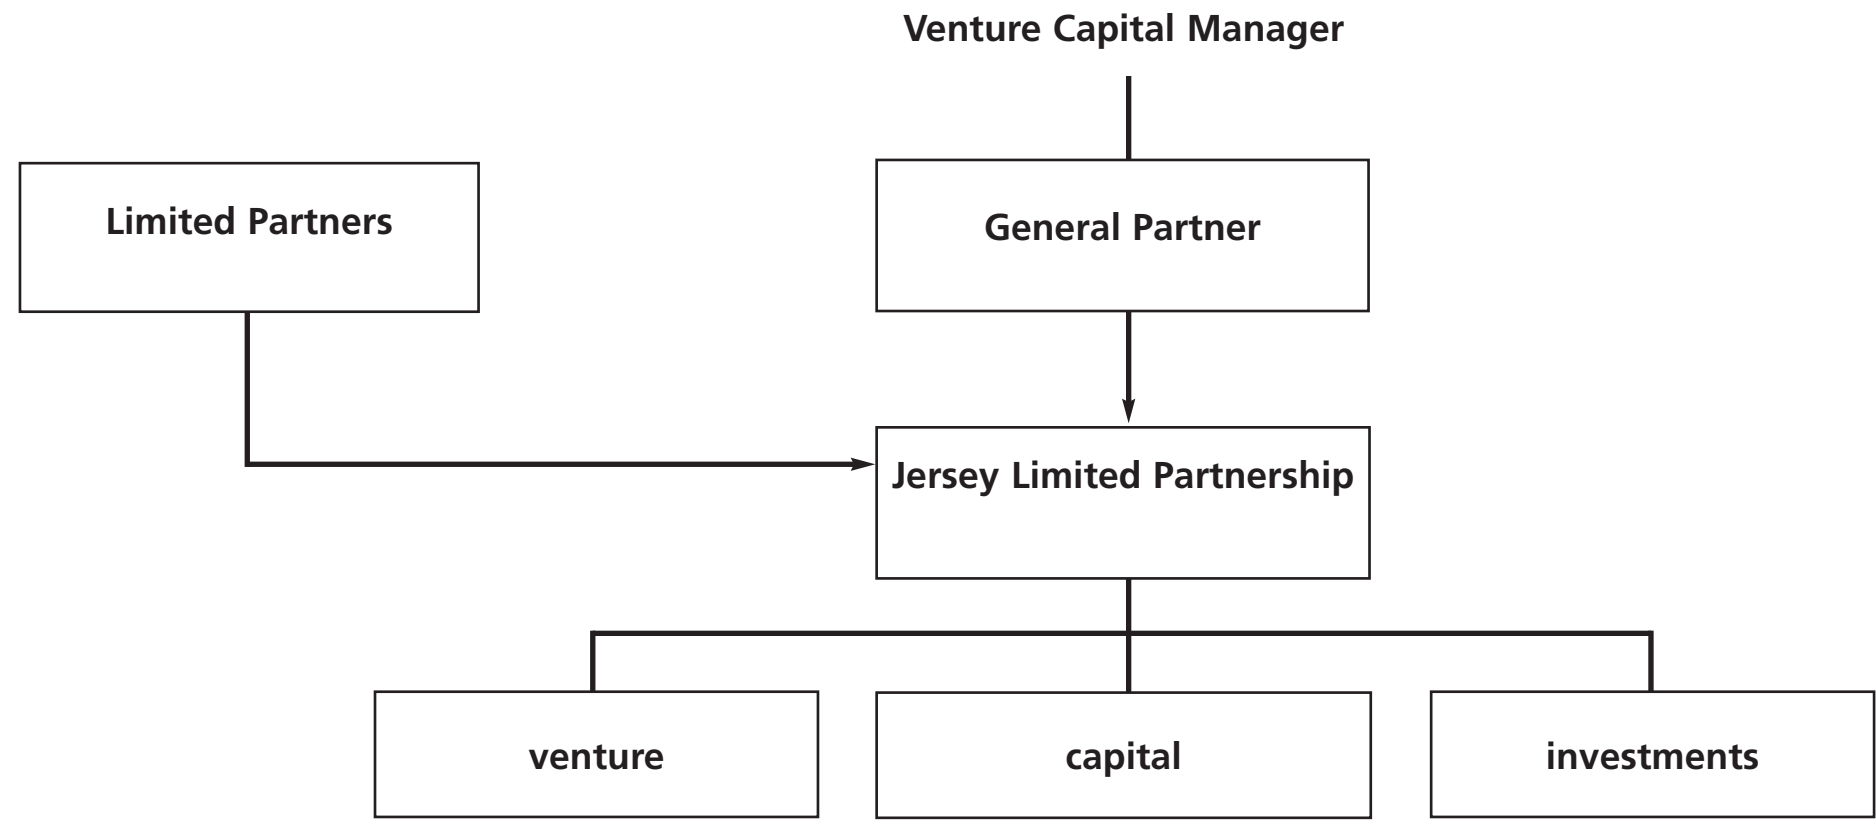 Venture Capital Manager
Limited Partners
General Partner
Jersey Limited Partnership
venture
capital
investments